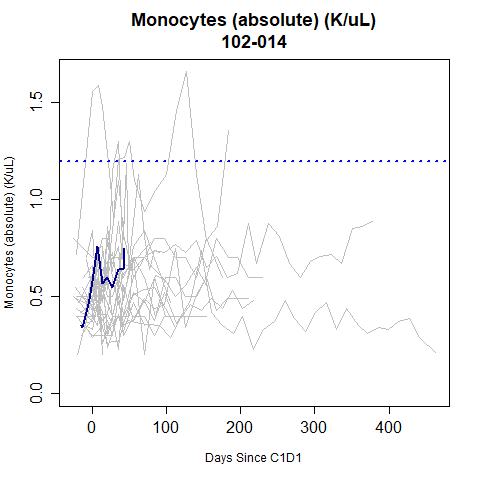 Monocytes (absolute) (K/uL)
102-014
Monocytes (absolute) (K/uL)
1.5
1.0
0.5
0.0
0 100 200 300 400
Days Since C1D1